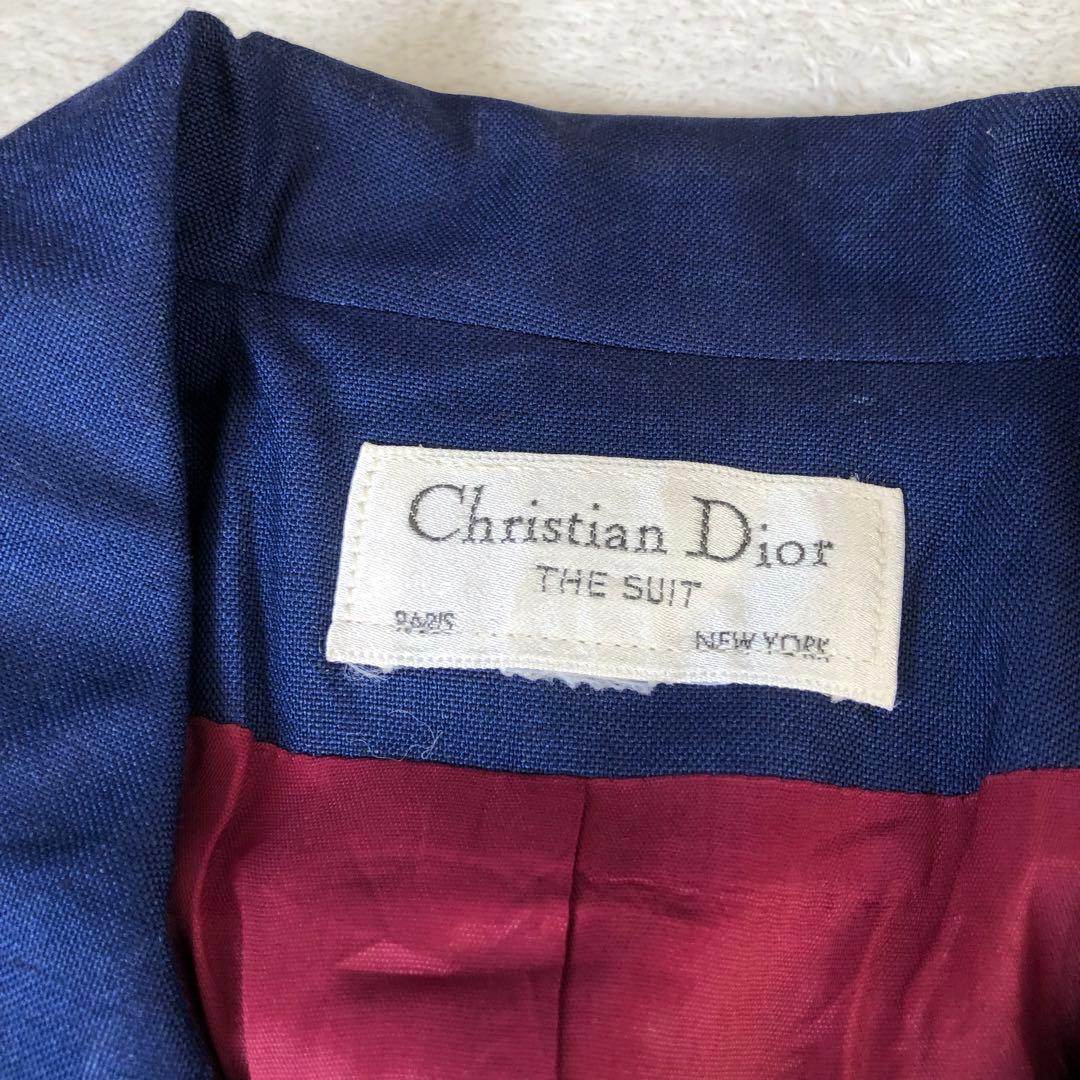 Christian Dior
THE SUIT
PARIS NEW YORK